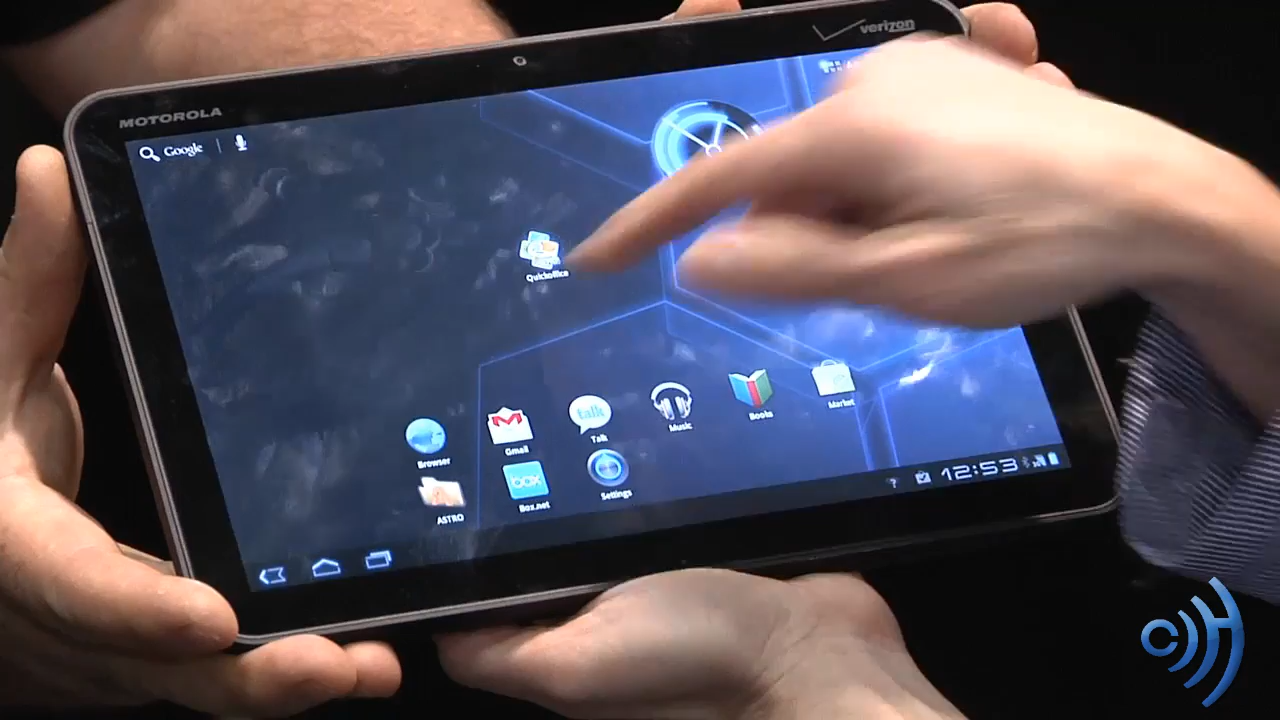 verizon
MOTOROLA
Google
Quickoffice
Browser
Gmail
Talk
talk
Music
Books
Market
ASTRO
box
Box.net
Settings
12:53
C H